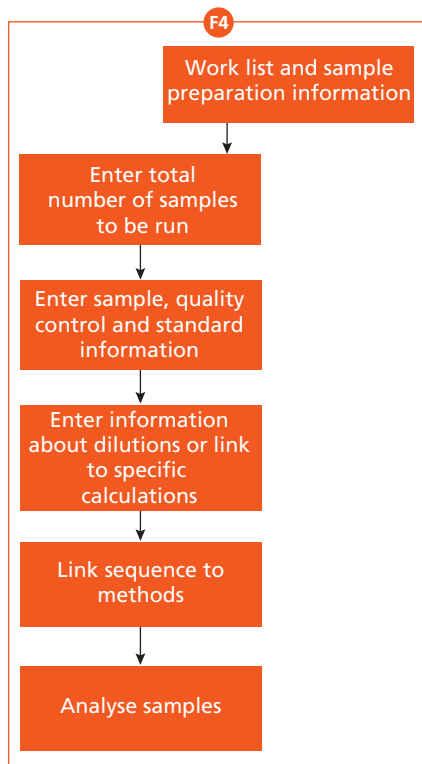 F4
Work list and sample
preparation information
Enter total
number of samples
to be run
Enter sample, quality
control and standard
information
Enter information
about dilutions or link
to specific
calculations
Link sequence to
methods
Analyse samples